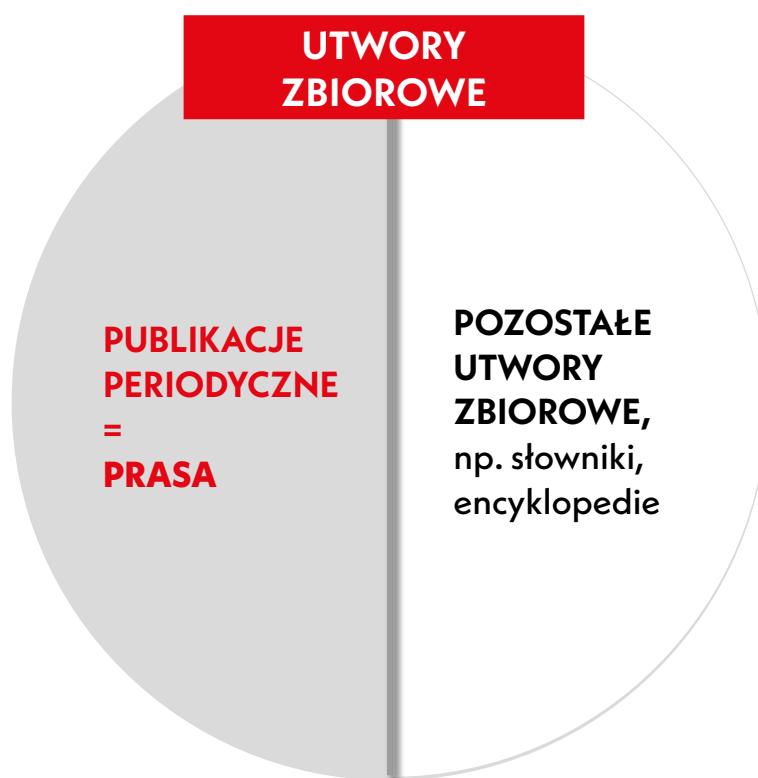 UTWORY
ZBIOROWE
PUBLIKACJE
PERIODYCZNE
=
PRASA
POZOSTAŁE
UTWORY
ZBIOROWE,
np. słowniki,
encyklopedie